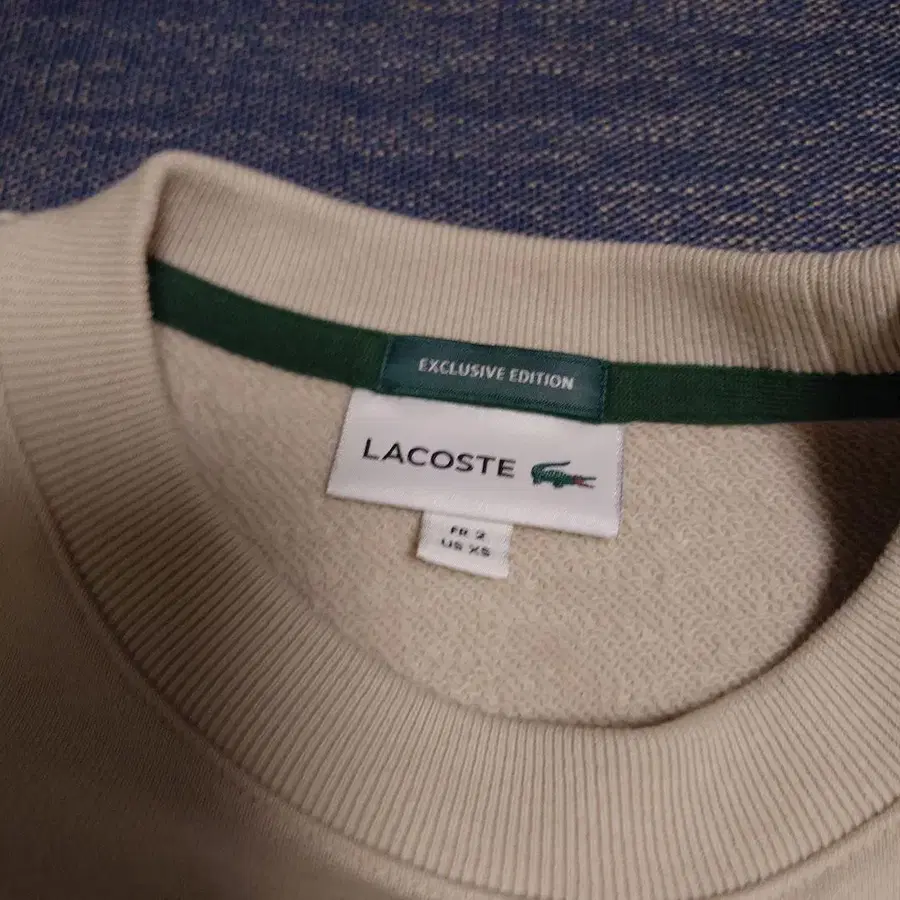 EXCLUSIVE EDITION
LACOSTE
FR 2
US XS